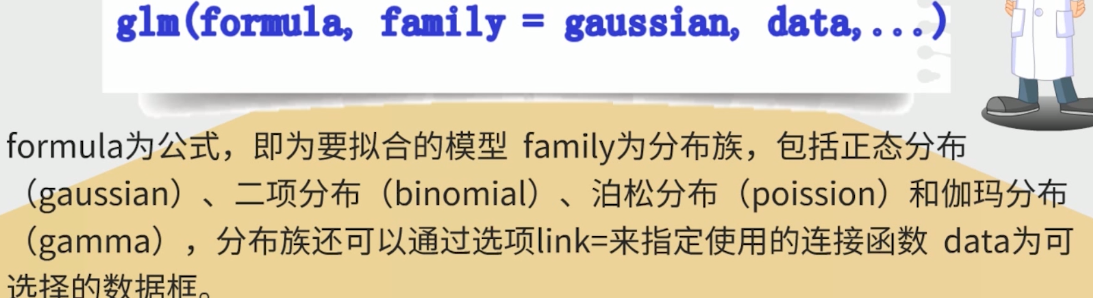 glm(formula, family = gaussian, data,...)
formula为公式，即为要拟合的模型 family为分布族，包括正态分布
（gaussian）、二项分布（binomial）、泊松分布（poission）和伽玛分布
（gamma），分布族还可以通过选项link=来指定使用的连接函数 data为可
选择的数据框。